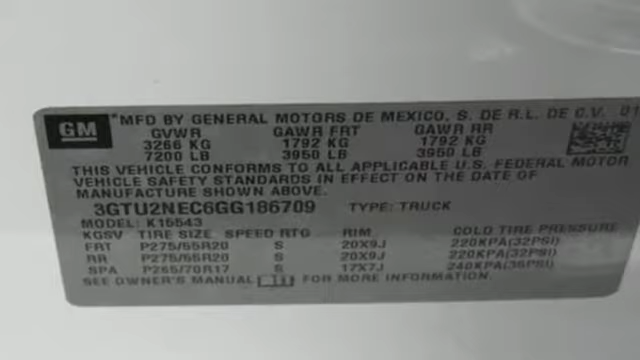 GM
*MFD BY GENERAL MOTORS DE MEXICO, S. DE R.L. DE C.V. 01
GVWR GAWR FRT GAWR RR
3266 KG 1792 KG 1792 KG
7200 LB 3950 LB 3950 LB
THIS VEHICLE CONFORMS TO ALL APPLICABLE U.S. FEDERAL MOTOR
VEHICLE SAFETY STANDARDS IN EFFECT ON THE DATE OF
MANUFACTURE SHOWN ABOVE.
3GTU2NEC6GG186709 TYPE: TRUCK
MODEL: K15543
KGSV TIRE SIZE SPEED RTG RIM COLD TIRE PRESSURE
FRT P275/55R20 S 20X9J 220KPA(32PSI)
RR P275/55R20 S 20X9J 220KPA(32PSI)
SPA P265/70R17 S 17X7J 240KPA(35PSI)
SEE OWNER'S MANUAL FOR MORE INFORMATION